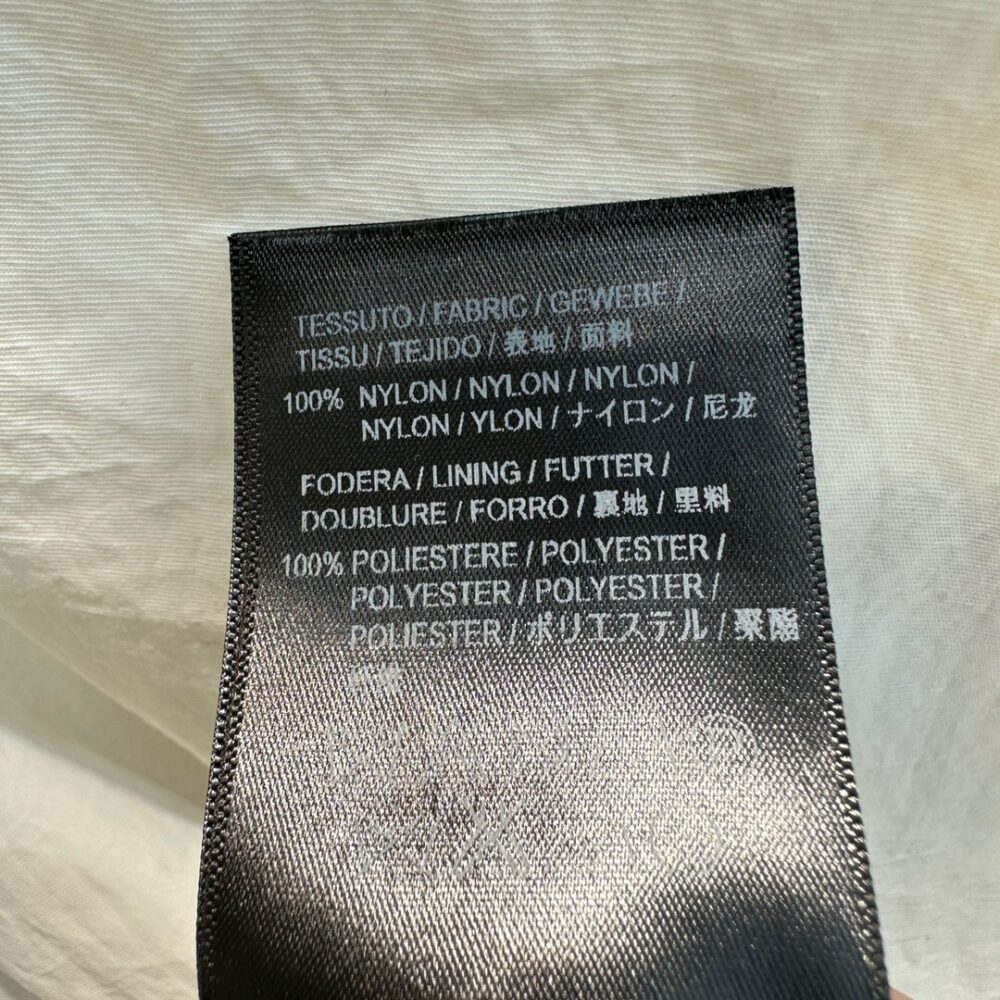 TESSUTO / FABRIC / GEWEBE /
TISSU / TEJIDO / 表地 / 面料
100% NYLON / NYLON / NYLON /
NYLON / YLON / ナイロン / 尼龙
FODERA / LINING / FUTTER /
DOUBLURE / FORRO / 裏地 / 里料
100% POLIESTERE / POLYESTER /
POLYESTER / POLYESTER /
POLIESTER / ポリエステル / 聚酯